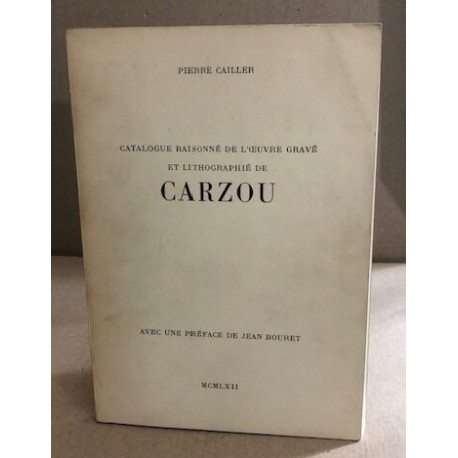 PIERRE CAILLER
CATALOGUE RAISONNÉ DE L'ŒUVRE GRAVÉ
ET LITHOGRAPHIÉ DE
CARZOU
AVEC UNE PRÉFACE DE JEAN BOURET
MCMLXII